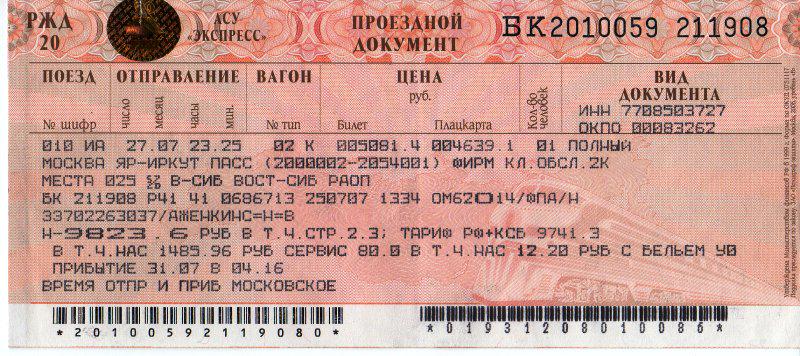 РЖД
20
АСУ
«ЭКСПРЕСС»
ПРОЕЗДНОЙ
ДОКУМЕНТ
БК2010059 211908
ПОЕЗД ОТПРАВЛЕНИЕ ВАГОН ЦЕНА ВИД
ДОКУМЕНТА
руб.
№ шифр число месяц часы мин. № тип Билет Плацкарта Кол-во человек
ИНН 7708503727
ОКПО 00083262
010 ИА 27.07 23.25 02 К 005081.4 004639.1 01 ПОЛНЫЙ
МОСКВА ЯР-ИРКУТ ПАСС (2000002-2054001) ФИРМ КЛ.ОБСЛ.2К
МЕСТА 025 В-СИБ ВОСТ-СИБ РАОП
БК 211908 Р41 41 0686713 250707 1334 ОМ62014/ФПА/Н
33702263037/АЖЕНКИНС=Н=В
Н-9823.6 РУБ В Т.Ч.СТР.2.3; ТАРИФ РФ+КСБ 9741.3
В Т.Ч.НАС 1485.96 РУБ СЕРВИС 80.0 В Т.Ч.НАС 12.20 РУБ С БЕЛЬЕМ У0
ПРИБЫТИЕ 31.07 В 04.16
ВРЕМЯ ОТПР И ПРИБ МОСКОВСКОЕ
*20100592119080*
*01931208010086*